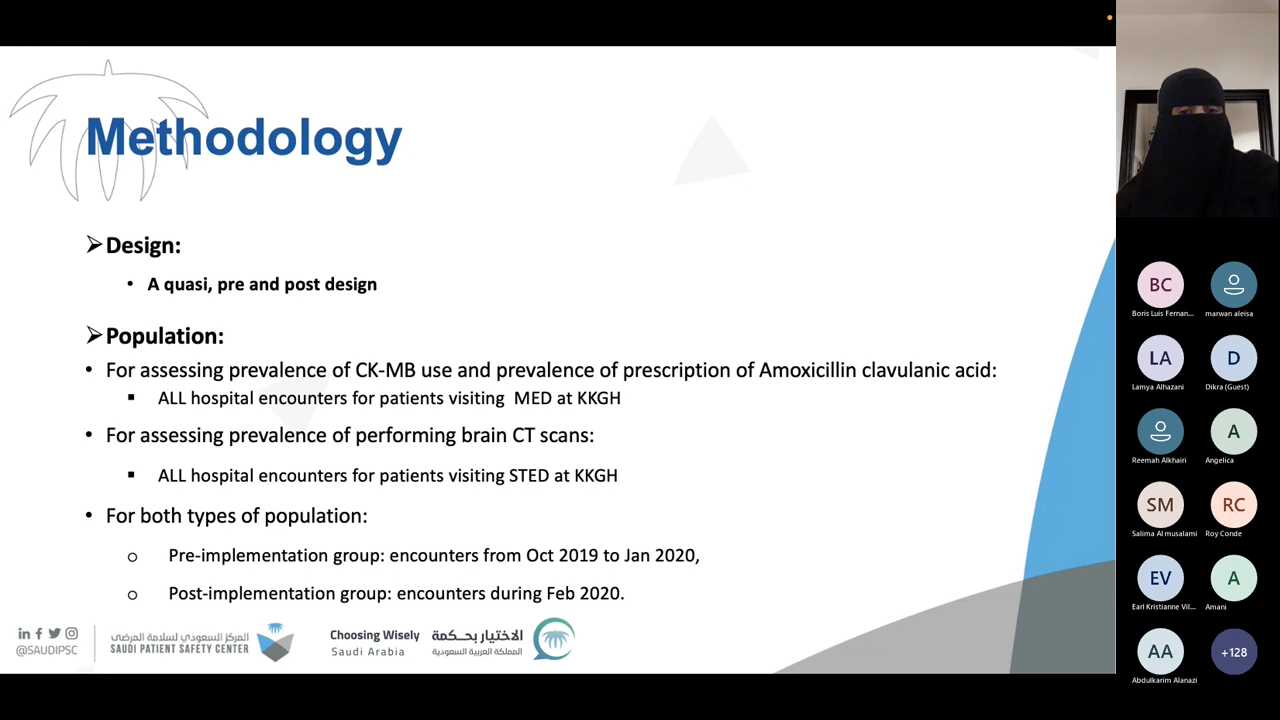 Methodology
➢Design:
• A quasi, pre and post design
➢Population:
• For assessing prevalence of CK-MB use and prevalence of prescription of Amoxicillin clavulanic acid:
▪ ALL hospital encounters for patients visiting MED at KKGH
• For assessing prevalence of performing brain CT scans:
▪ ALL hospital encounters for patients visiting STED at KKGH
• For both types of population:
o Pre-implementation group: encounters from Oct 2019 to Jan 2020,
o Post-implementation group: encounters during Feb 2020.
@SAUDIPSC
المركز السعودي لسلامة المرضى
SAUDI PATIENT SAFETY CENTER
Choosing Wisely
Saudi Arabia
الاختيار بحكمة
المملكة العربية السعودية
BC
Boris Luis Fernan...
marwan aleisa
LA
Lamya Alhazani
D
Dikra (Guest)
Reemah Alkhairi
A
Angelica
SM
Salima Al musalami
RC
Roy Conde
EV
Earl Kristianne Vil...
A
Amani
AA
Abdulkarim Alanazi
+128